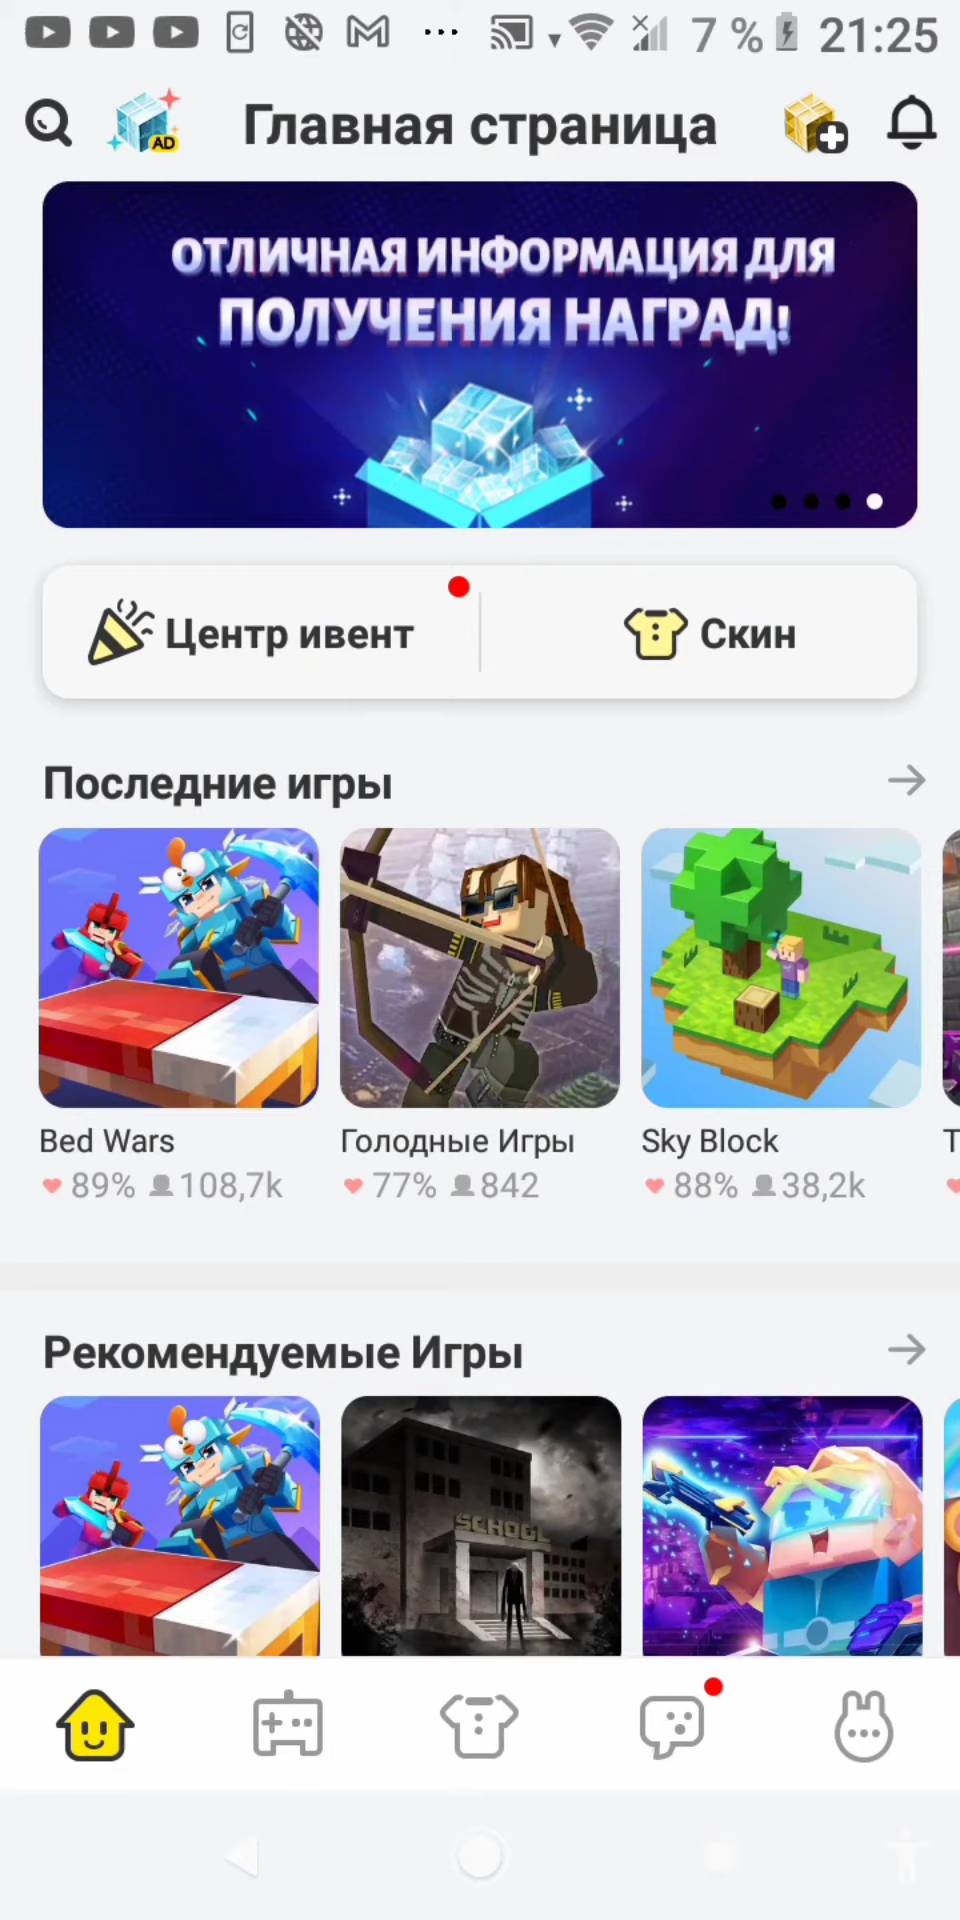 7 % 21:25
AD
Главная страница
ОТЛИЧНАЯ ИНФОРМАЦИЯ ДЛЯ
ПОЛУЧЕНИЯ НАГРАД!
Центр ивент
Скин
Последние игры
Bed Wars
89% 108,7k
Голодные Игры
77% 842
Sky Block
88% 38,2k
T
Рекомендуемые Игры
SCHOOL